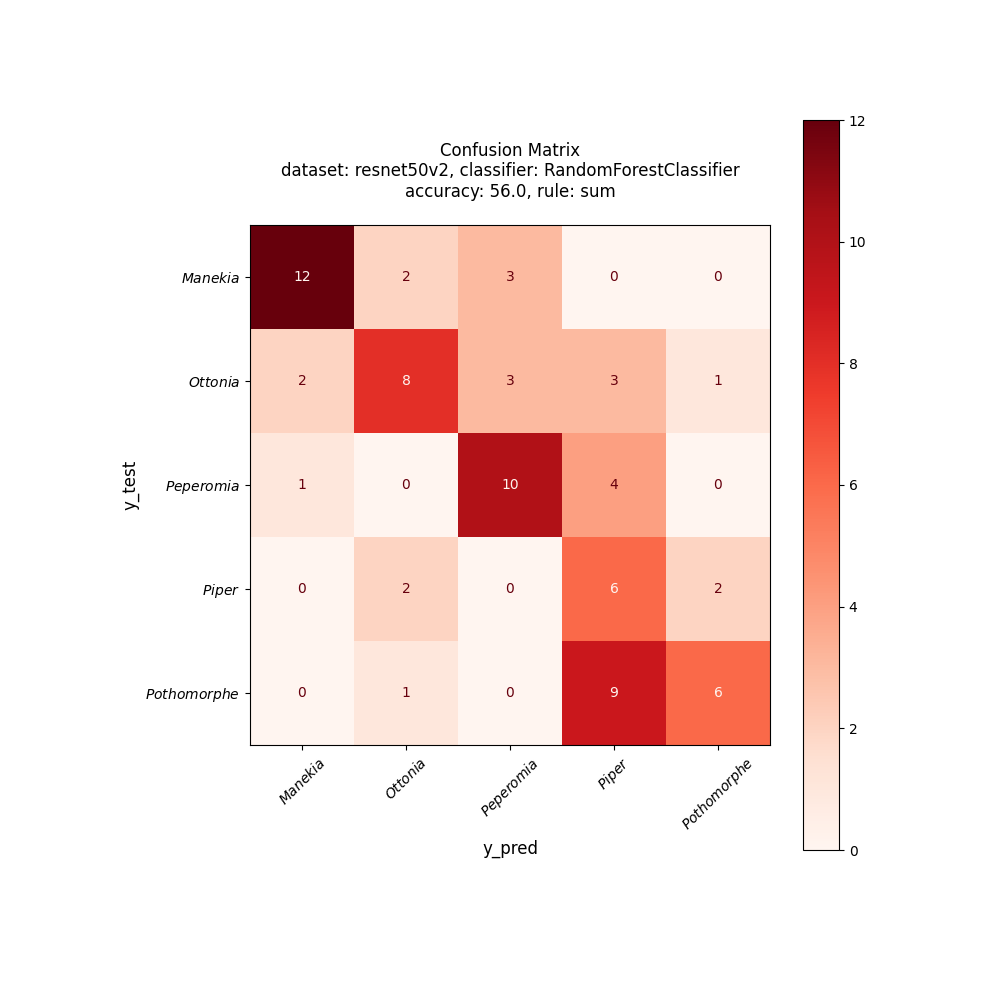 Confusion Matrix
dataset: resnet50v2, classifier: RandomForestClassifier
accuracy: 56.0, rule: sum
12
10
8
6
4
2
0
y_test
Manekia 12 2 3 0 0
Ottonia 2 8 3 3 1
Peperomia 1 0 10 4 0
Piper 0 2 0 6 2
Pothomorphe 0 1 0 9 6
Manekia Ottonia Peperomia Piper Pothomorphe
y_pred